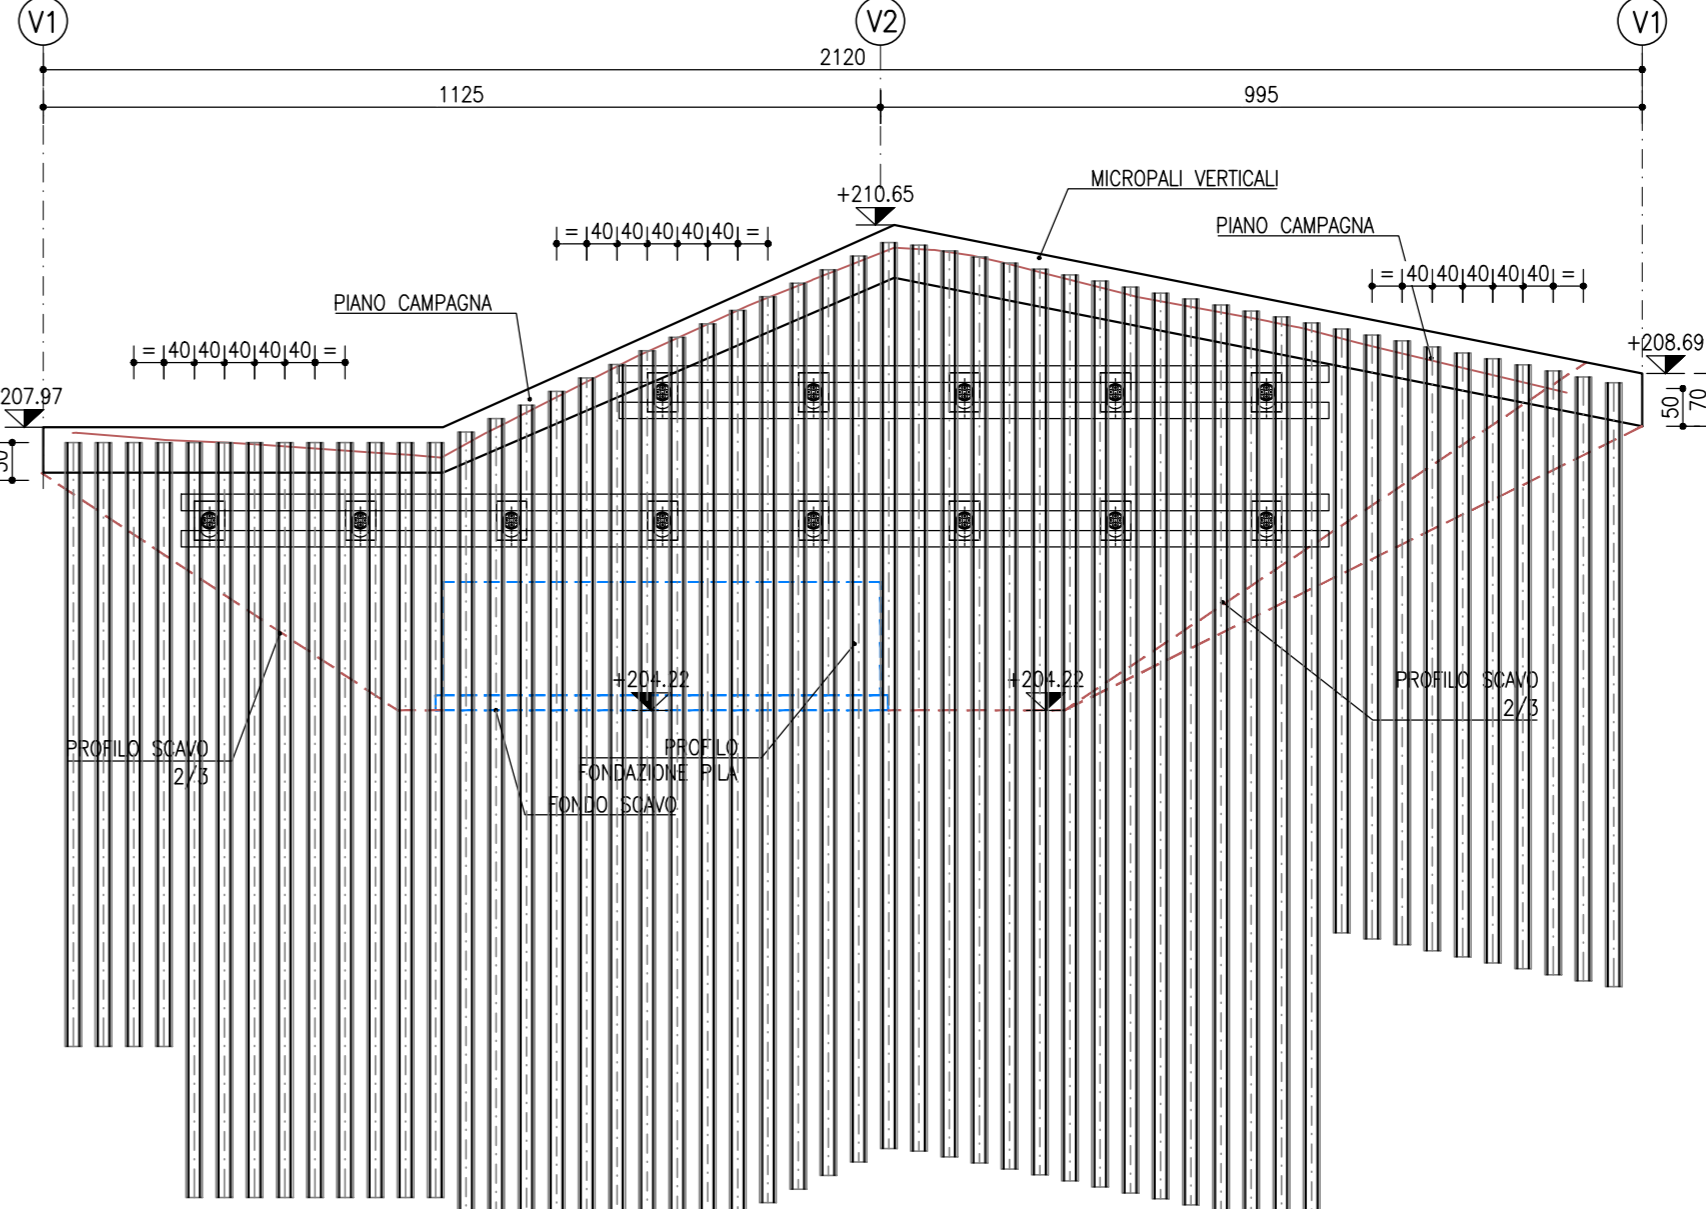 V1 V2 V1
2120
1125 995
MICROPALI VERTICALI
+210.65
PIANO CAMPAGNA
= 40 40 40 40 40 =
= 40 40 40 40 40 =
PIANO CAMPAGNA
+208.69
= 40 40 40 40 40 =
207.97
50 70
+204.22 +204.22
PROFILO SCAVO
2/3
PROFILO SCAVO
2/3
PROFILO
FONDAZIONE PILA
FONDO SCAVO